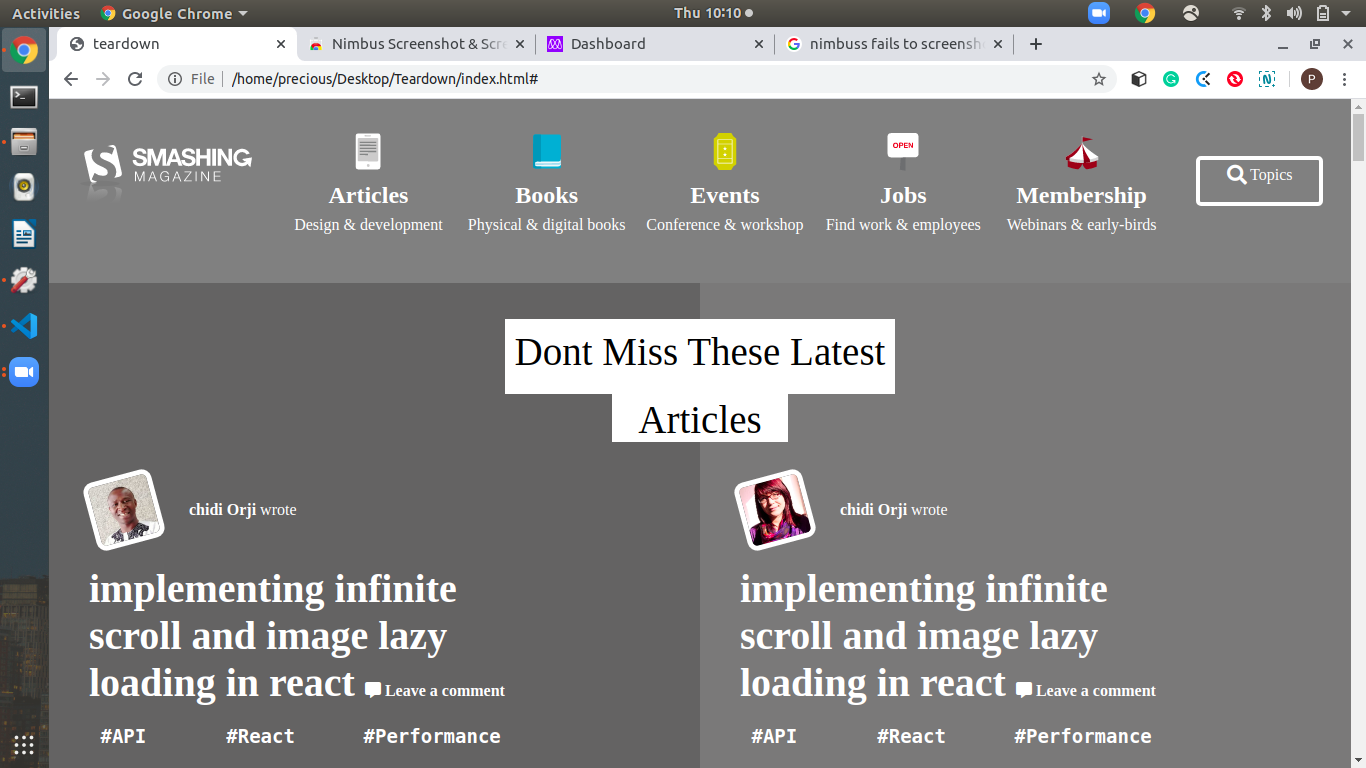 Activities Google Chrome Thu 10:10
teardown Nimbus Screenshot & Scre Dashboard nimbuss fails to screensh
File /home/precious/Desktop/Teardown/index.html# P
SMASHING
MAGAZINE
OPEN
Articles Books Events Jobs Membership Topics
Design & development Physical & digital books Conference & workshop Find work & employees Webinars & early-birds
Dont Miss These Latest
Articles
chidi Orji wrote
implementing infinite
scroll and image lazy
loading in react Leave a comment
#API #React #Performance
chidi Orji wrote
implementing infinite
scroll and image lazy
loading in react Leave a comment
#API #React #Performance